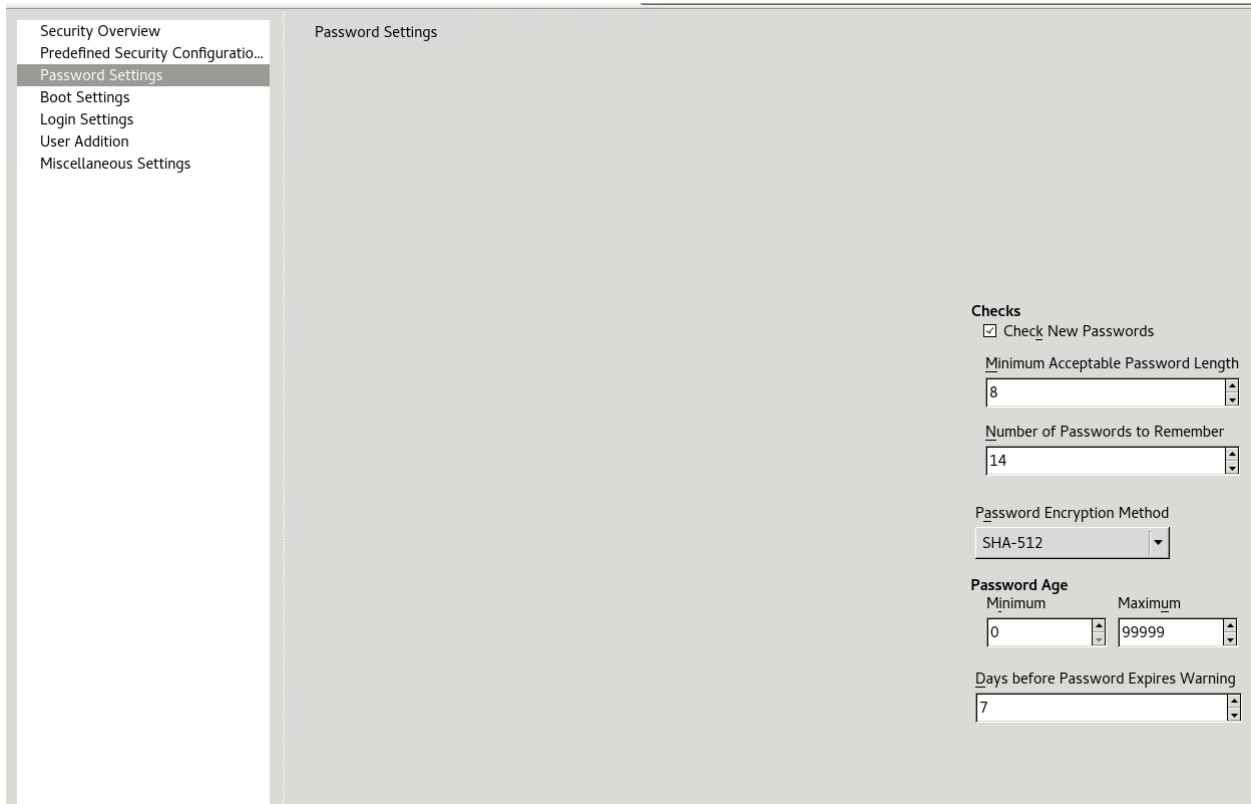 Security Overview
Predefined Security Configuratio...
Password Settings
Boot Settings
Login Settings
User Addition
Miscellaneous Settings
Password Settings
Checks
Check New Passwords
Minimum Acceptable Password Length
8
Number of Passwords to Remember
14
Password Encryption Method
SHA-512
Password Age
Minimum Maximum
0 99999
Days before Password Expires Warning
7